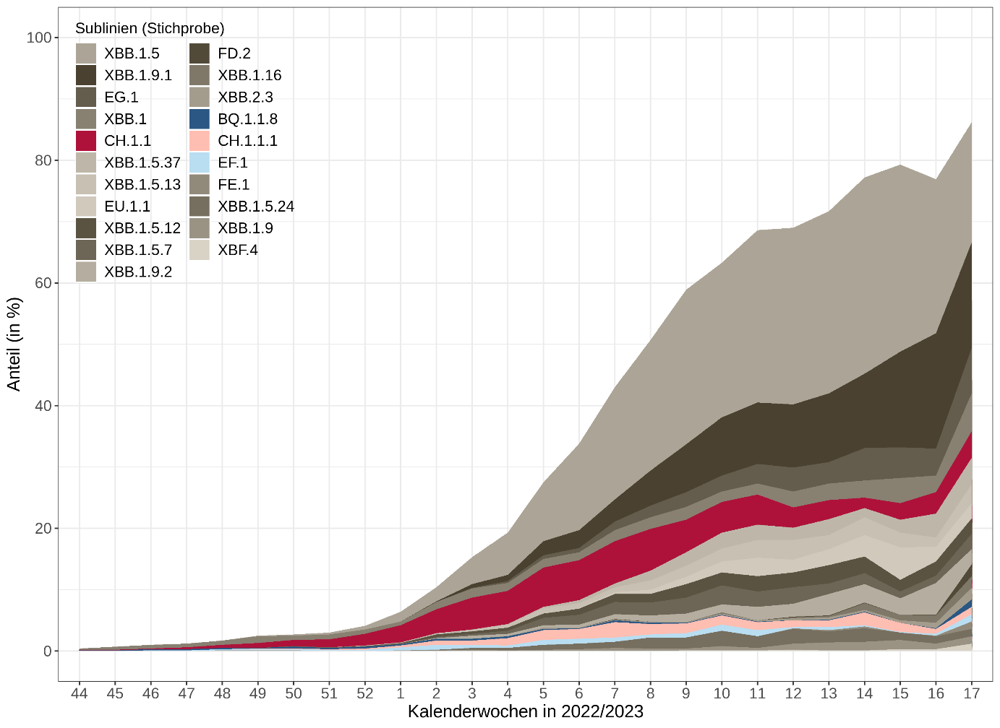 Sublinien (Stichprobe)
XBB.1.5
XBB.1.9.1
EG.1
XBB.1
CH.1.1
XBB.1.5.37
XBB.1.5.13
EU.1.1
XBB.1.5.12
XBB.1.5.7
XBB.1.9.2
FD.2
XBB.1.16
XBB.2.3
BQ.1.1.8
CH.1.1.1
EF.1
FE.1
XBB.1.5.24
XBB.1.9
XBF.4
Anteil (in %)
100
80
60
40
20
0
44 45 46 47 48 49 50 51 52 1 2 3 4 5 6 7 8 9 10 11 12 13 14 15 16 17
Kalenderwochen in 2022/2023